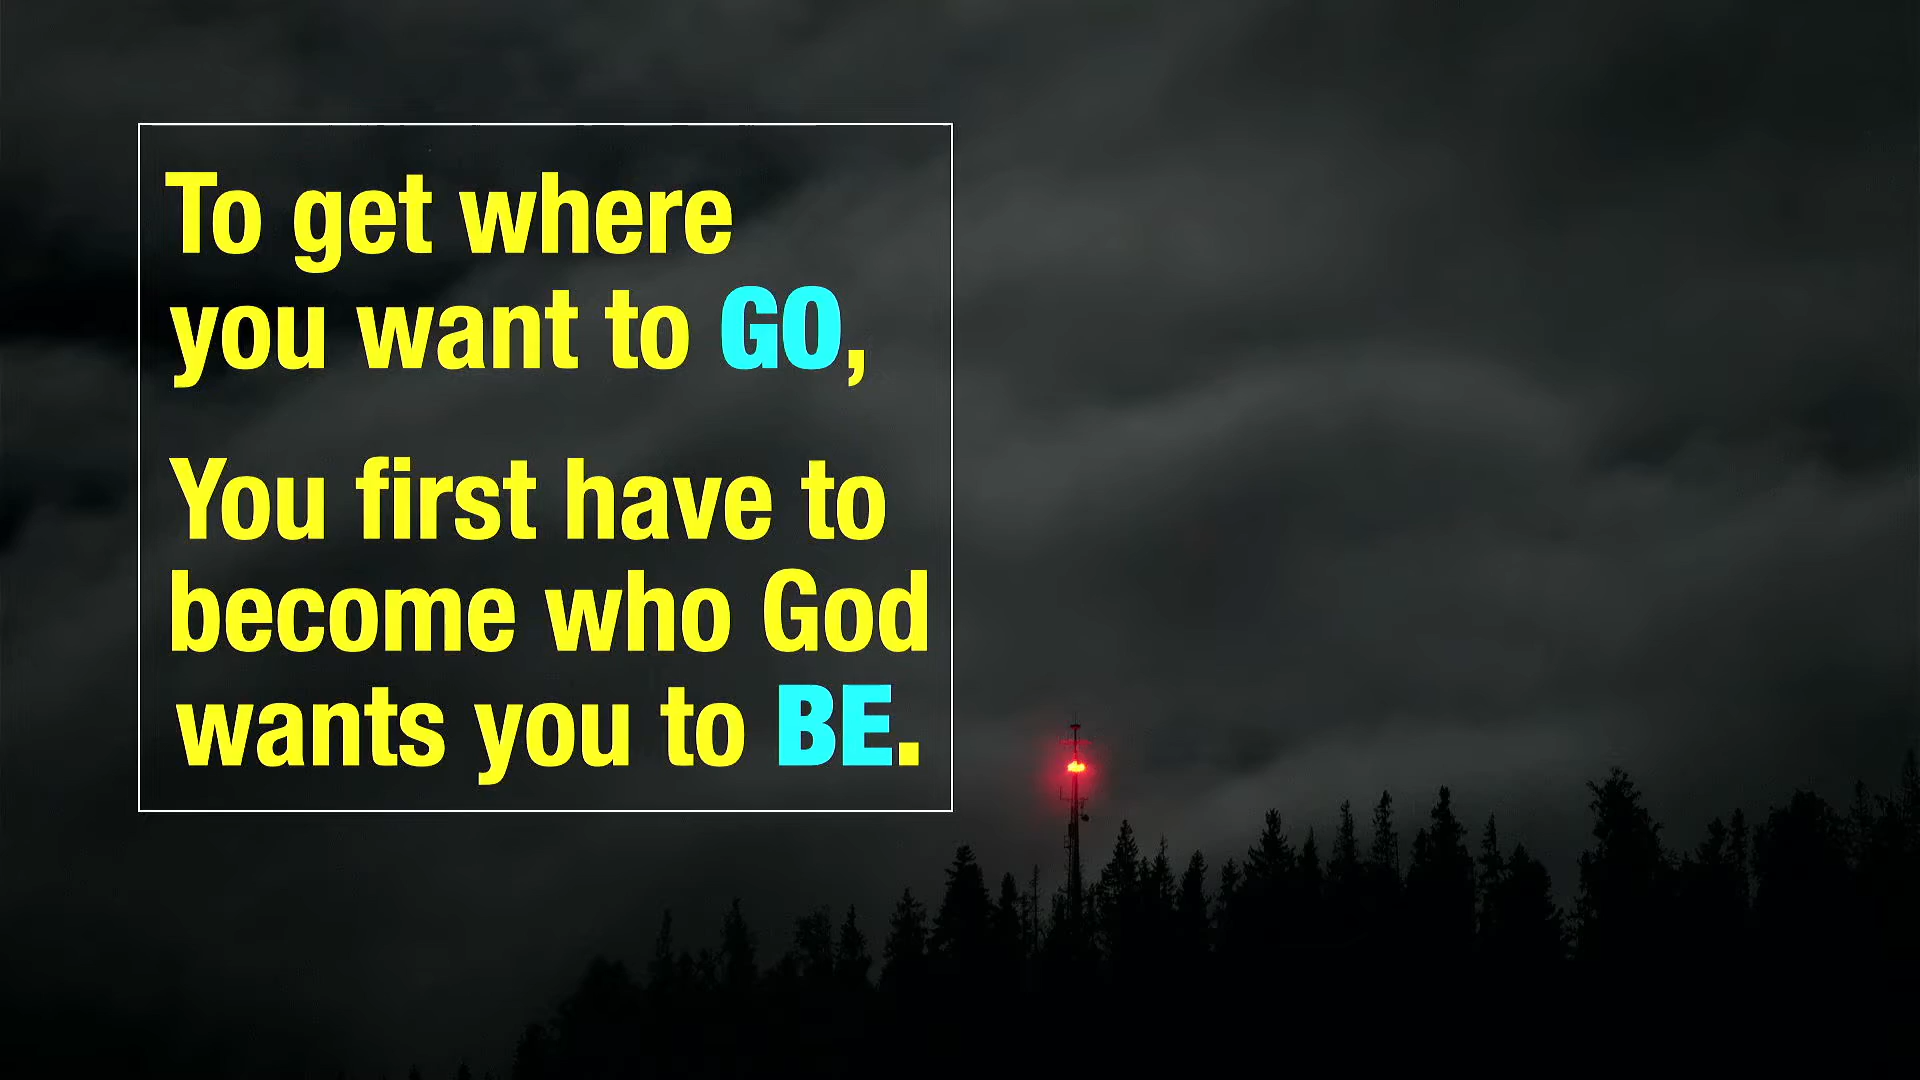 To get where
you want to GO,
You first have to
become who God
wants you to BE.